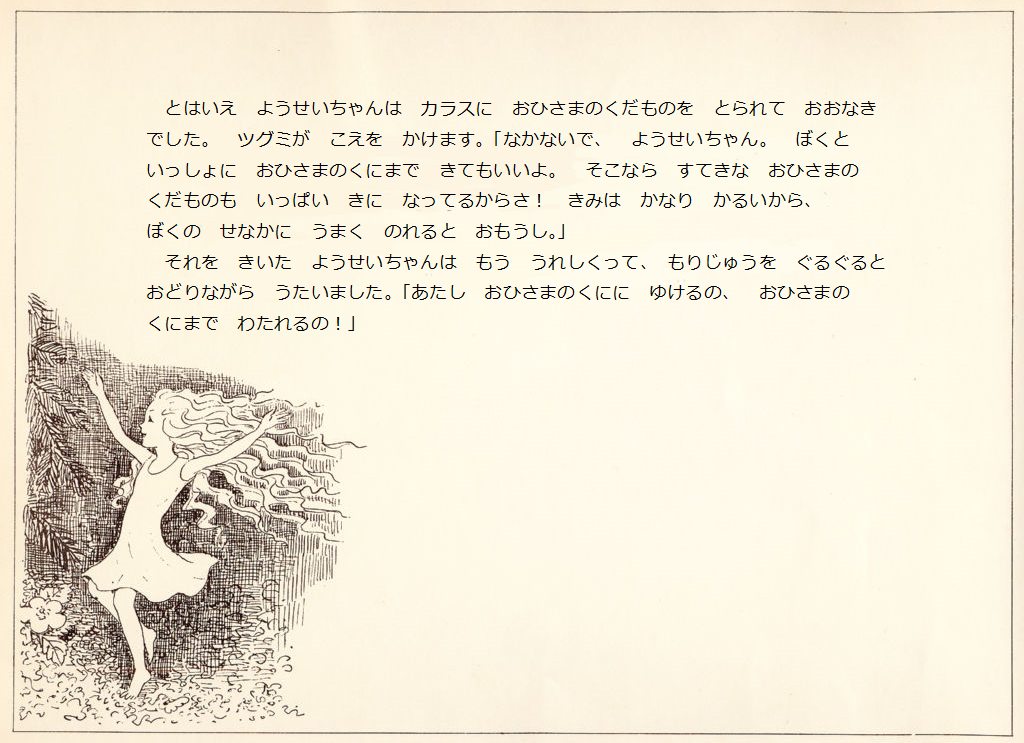 とはいえ　ようせいちゃんは　カラスに　おひさまのくだものを　とられて　おおなき
でした。　ツグミが　こえを　かけます。「なかないで、　ようせいちゃん。　ぼくと
いっしょに　おひさまのくにまで　きてもいいよ。　そこなら　すてきな　おひさまの
くだものも　いっぱい　きに　なってるからさ！　きみは　かなり　かるいから、
ぼくの　せなかに　うまく　のれると　おもうし。」
　それを　きいた　ようせいちゃんは　もう　うれしくって、　もりじゅうを　ぐるぐると
おどりながら　うたいました。「あたし　おひさまのくにに　ゆけるの、　おひさまの
くにまで　わたれるの！」